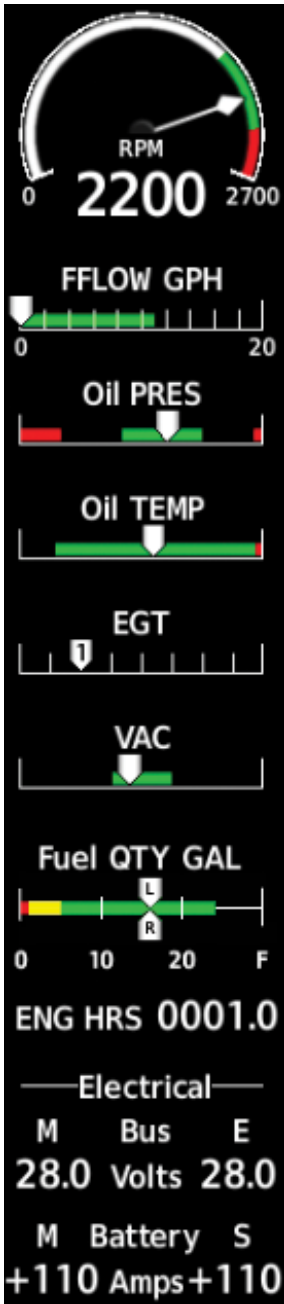 RPM
0 2200 2700
FFLOW GPH
0 20
Oil PRES
Oil TEMP
EGT
1
VAC
Fuel QTY GAL
L
R
0 10 20 F
ENG HRS 0001.0
Electrical
M Bus E
28.0 Volts 28.0
M Battery S
+110 Amps +110